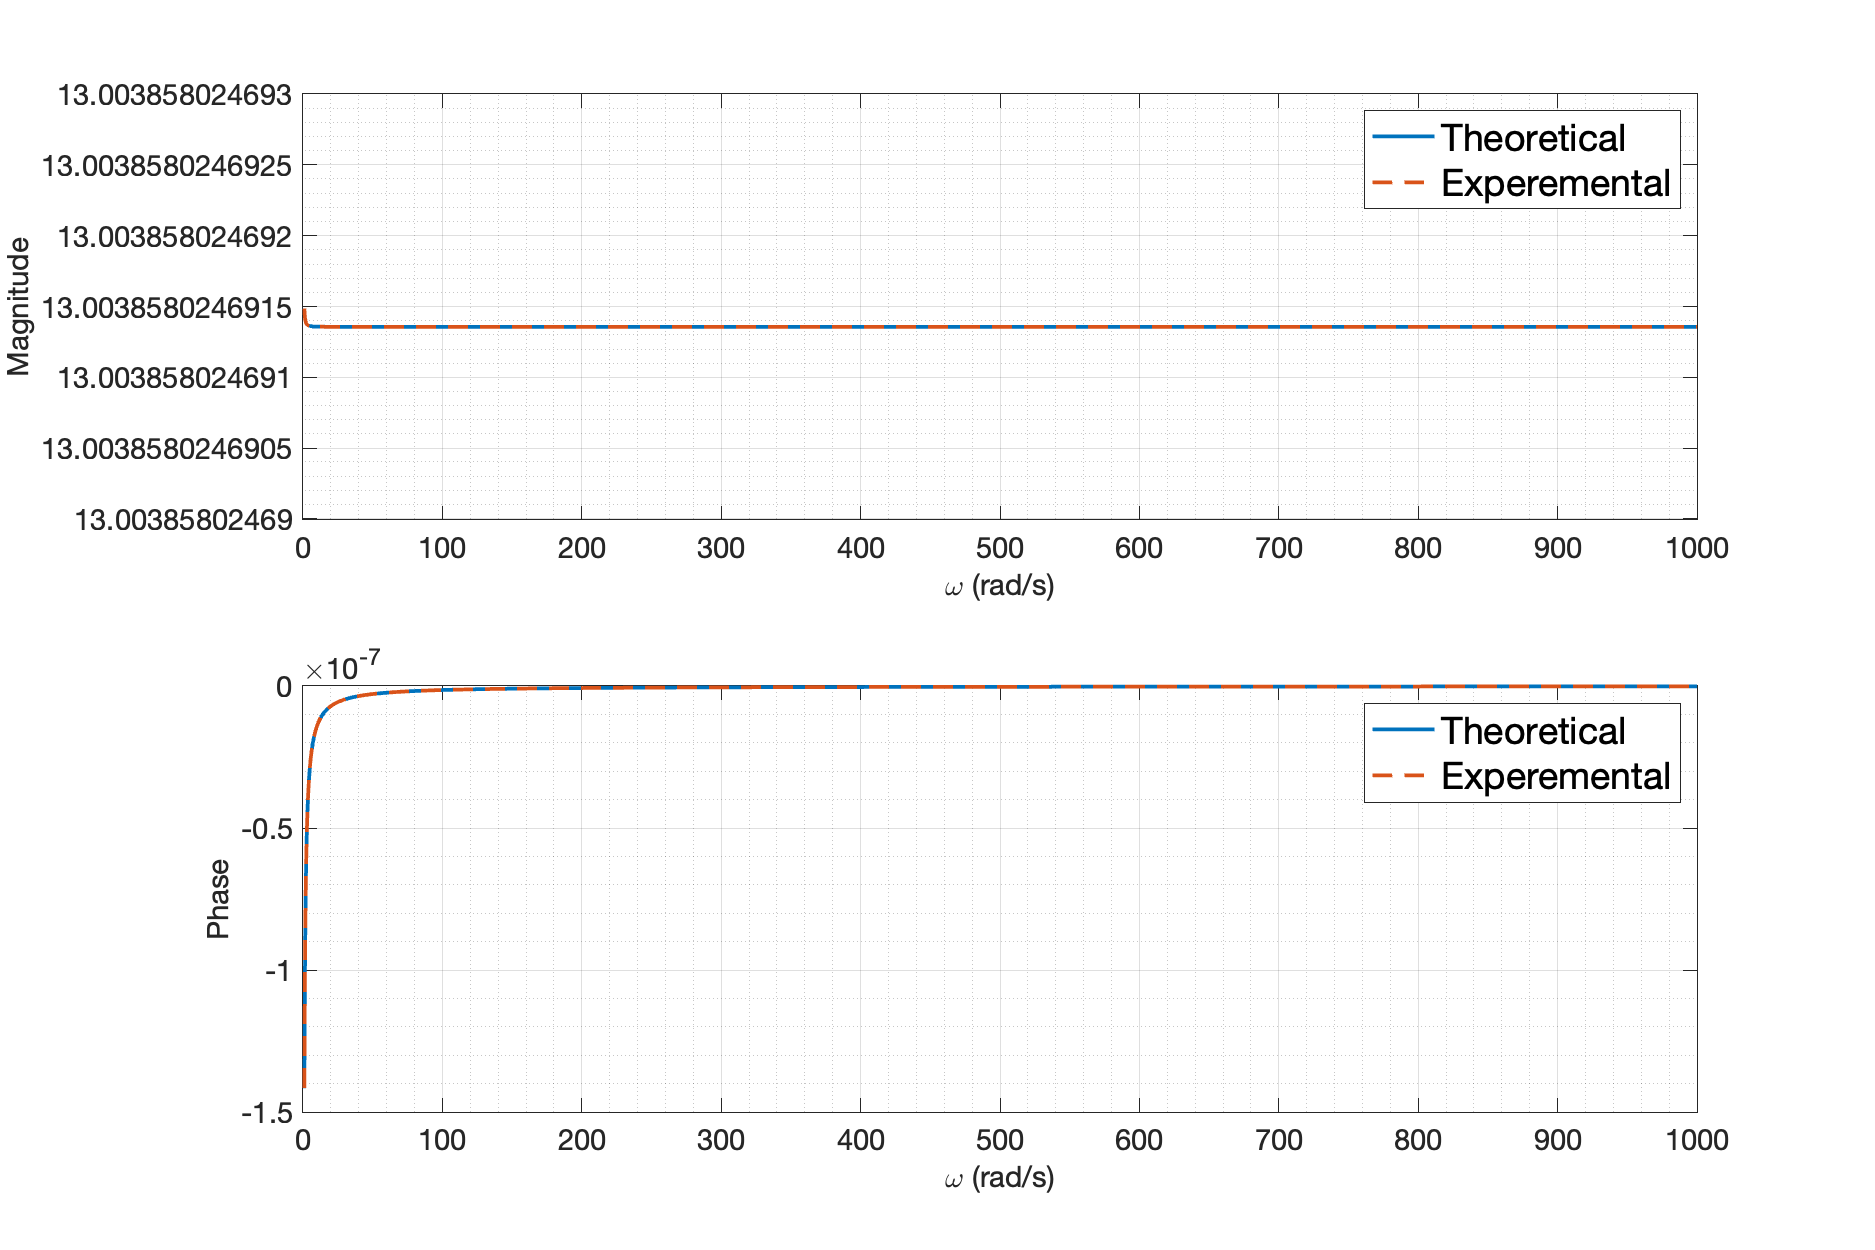 13.003858024693
13.0038580246925
13.003858024692
13.0038580246915
13.003858024691
13.0038580246905
13.00385802469
Magnitude
Theoretical
Experemental
0 100 200 300 400 500 600 700 800 900 1000
ω (rad/s)
×10-7
0
-0.5
-1
-1.5
Phase
Theoretical
Experemental
0 100 200 300 400 500 600 700 800 900 1000
ω (rad/s)